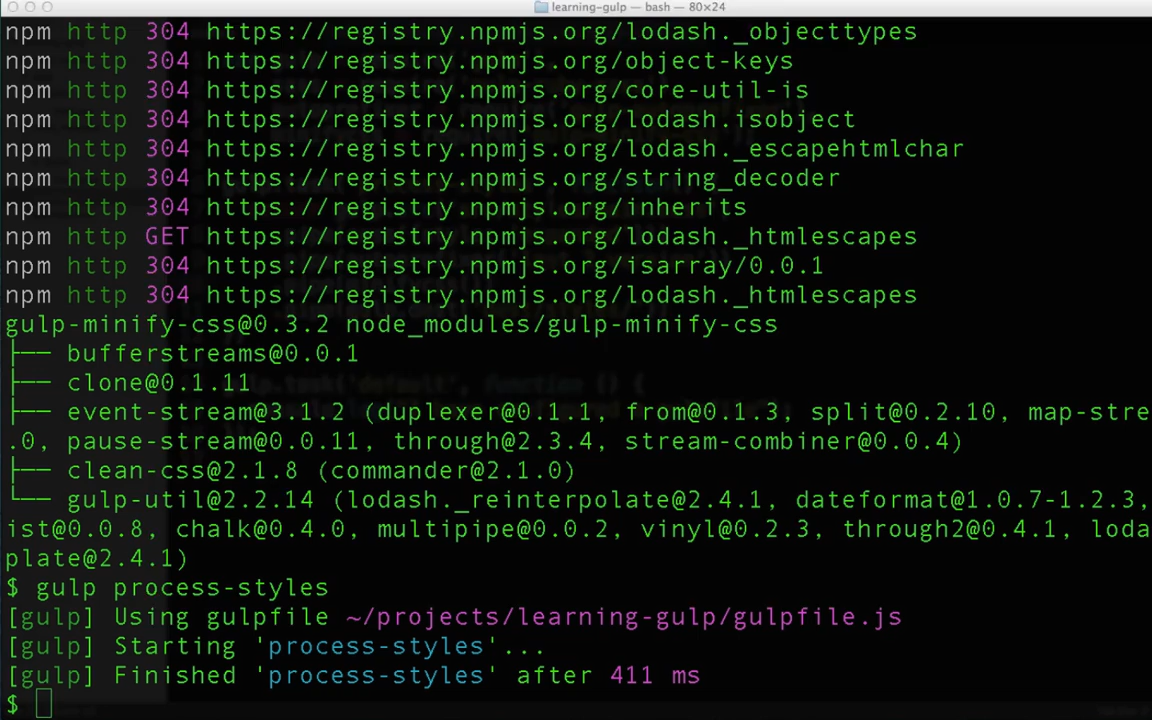 learning-gulp — bash — 80×24
npm http 304 https://registry.npmjs.org/lodash._objecttypes
npm http 304 https://registry.npmjs.org/object-keys
npm http 304 https://registry.npmjs.org/core-util-is
npm http 304 https://registry.npmjs.org/lodash.isobject
npm http 304 https://registry.npmjs.org/lodash._escapehtmlchar
npm http 304 https://registry.npmjs.org/string_decoder
npm http 304 https://registry.npmjs.org/inherits
npm http GET https://registry.npmjs.org/lodash._htmlescapes
npm http 304 https://registry.npmjs.org/isarray/0.0.1
npm http 304 https://registry.npmjs.org/lodash._htmlescapes
gulp-minify-css@0.3.2 node_modules/gulp-minify-css
├── bufferstreams@0.0.1
├── clone@0.1.11
├── event-stream@3.1.2 (duplexer@0.1.1, from@0.1.3, split@0.2.10, map-stre
.0, pause-stream@0.0.11, through@2.3.4, stream-combiner@0.0.4)
├── clean-css@2.1.8 (commander@2.1.0)
└── gulp-util@2.2.14 (lodash._reinterpolate@2.4.1, dateformat@1.0.7-1.2.3,
ist@0.0.8, chalk@0.4.0, multipipe@0.0.2, vinyl@0.2.3, through2@0.4.1, loda
plate@2.4.1)
$ gulp process-styles
[gulp] Using gulpfile ~/projects/learning-gulp/gulpfile.js
[gulp] Starting 'process-styles'...
[gulp] Finished 'process-styles' after 411 ms
$